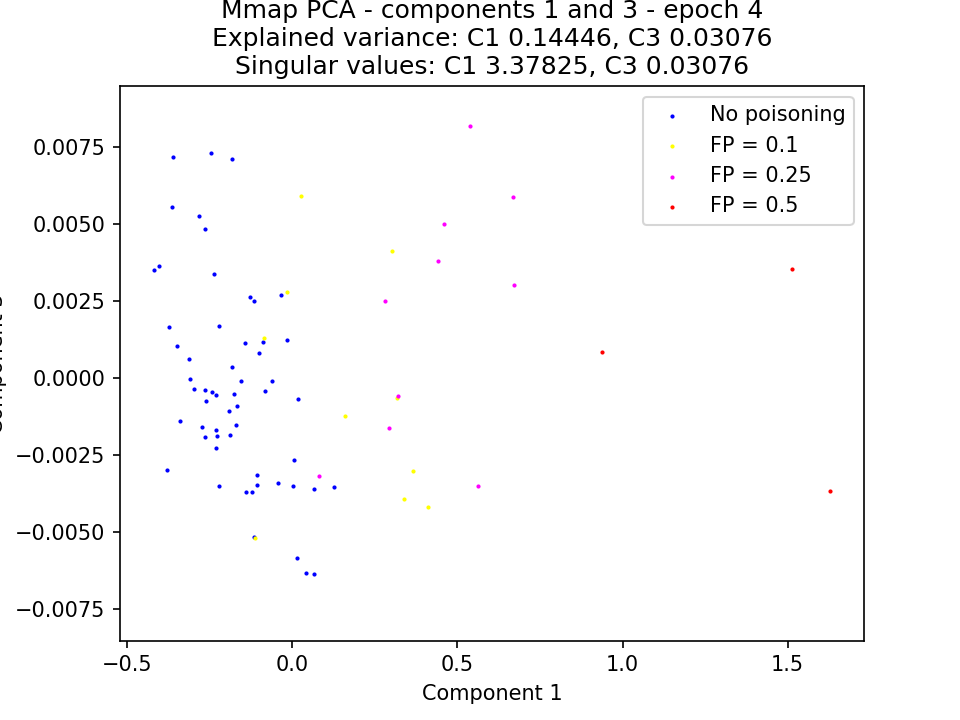 Mmap PCA - components 1 and 3 - epoch 4
Explained variance: C1 0.14446, C3 0.03076
Singular values: C1 3.37825, C3 0.03076
No poisoning
FP = 0.1
FP = 0.25
FP = 0.5
0.0075
0.0050
0.0025
0.0000
−0.0025
−0.0050
−0.0075
−0.5
0.0
0.5
1.0
1.5
Component 1